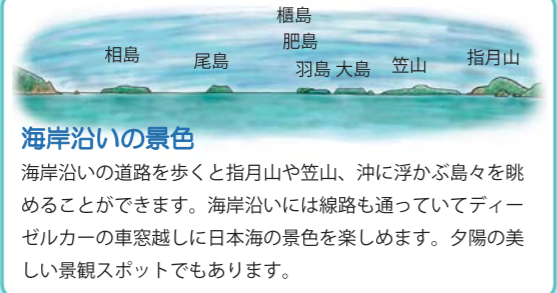 櫃島
肥島
相島
尾島
羽島
大島
笠山
指月山
海岸沿いの景色
海岸沿いの道路を歩くと指月山や笠山、沖に浮かぶ島々を眺
めることができます。海岸沿いには線路も通っていてディー
ゼルカーの車窓越しに日本海の景色を楽しめます。夕陽の美
しい景観スポットでもあります。